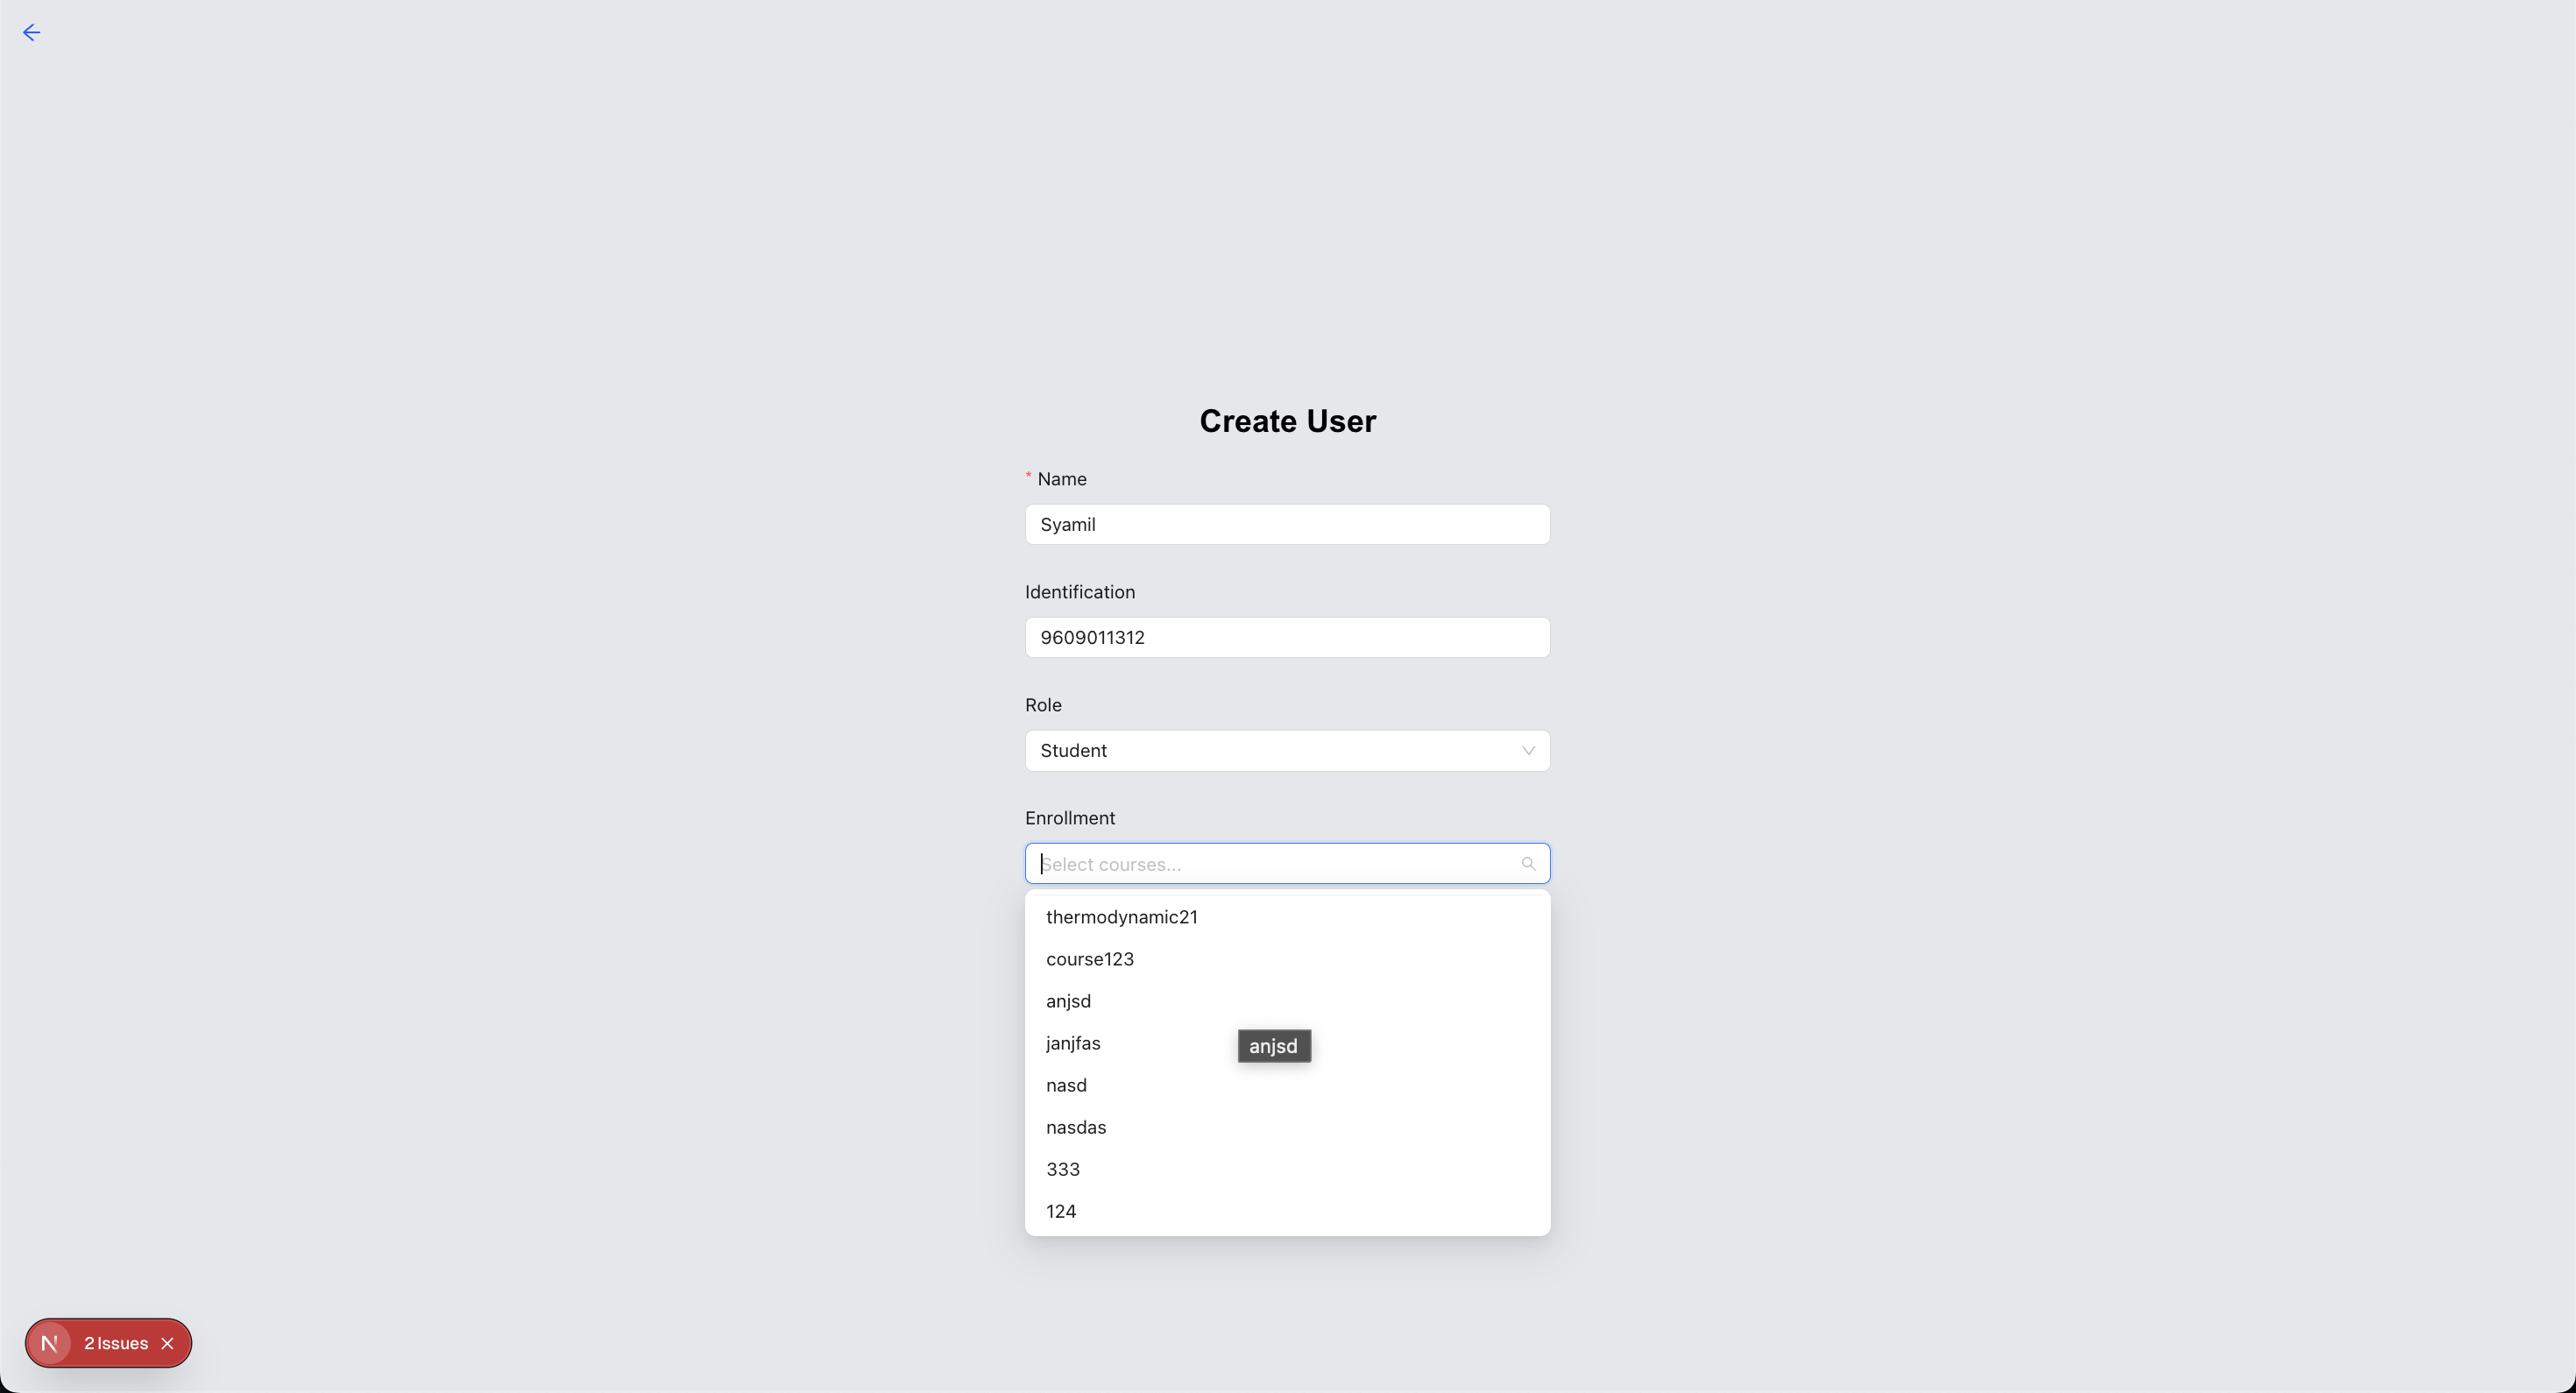 Create User
* Name
Syamil
Identification
9609011312
Role
Student
Enrollment
Select courses...
thermodynamic21
course123
anjsd
janjfas
anjsd
nasd
nasdas
333
124
N 2 Issues